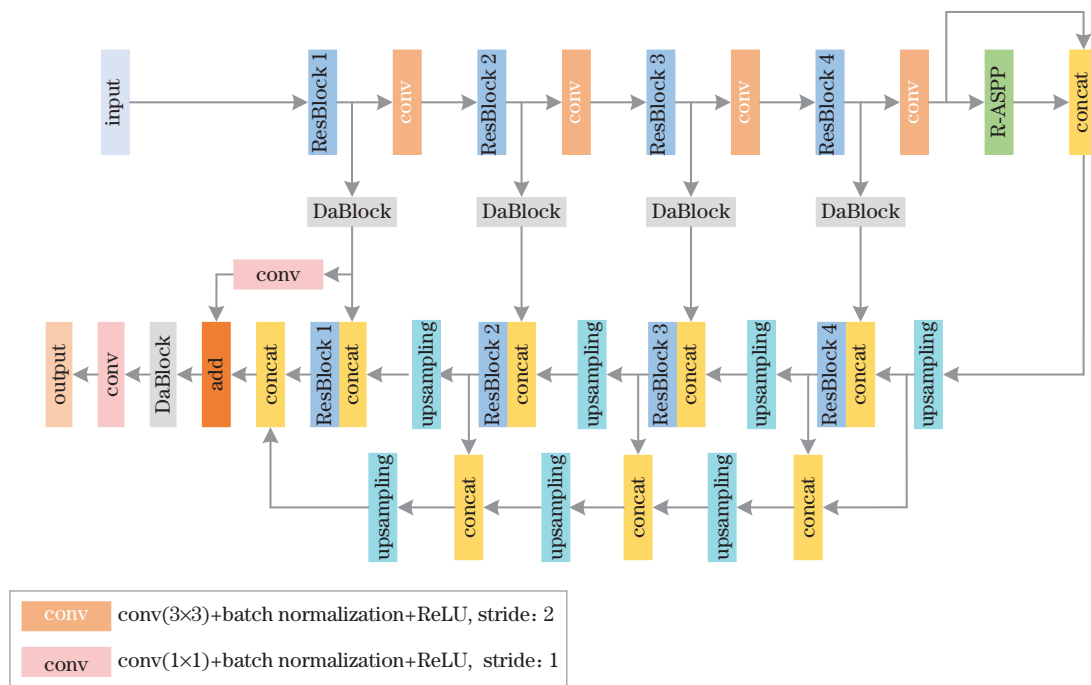 input
ResBlock 1
conv
ResBlock 2
conv
ResBlock 3
conv
ResBlock 4
conv
R-ASPP
concat
DaBlock
DaBlock
DaBlock
DaBlock
conv
output
conv
DaBlock
add
concat
ResBlock 1
concat
upsampling
ResBlock 2
concat
upsampling
ResBlock 3
concat
upsampling
ResBlock 4
concat
upsampling
upsampling
concat
upsampling
concat
upsampling
concat
conv conv(3×3)+batch normalization+ReLU, stride: 2
conv conv(1×1)+batch normalization+ReLU, stride: 1